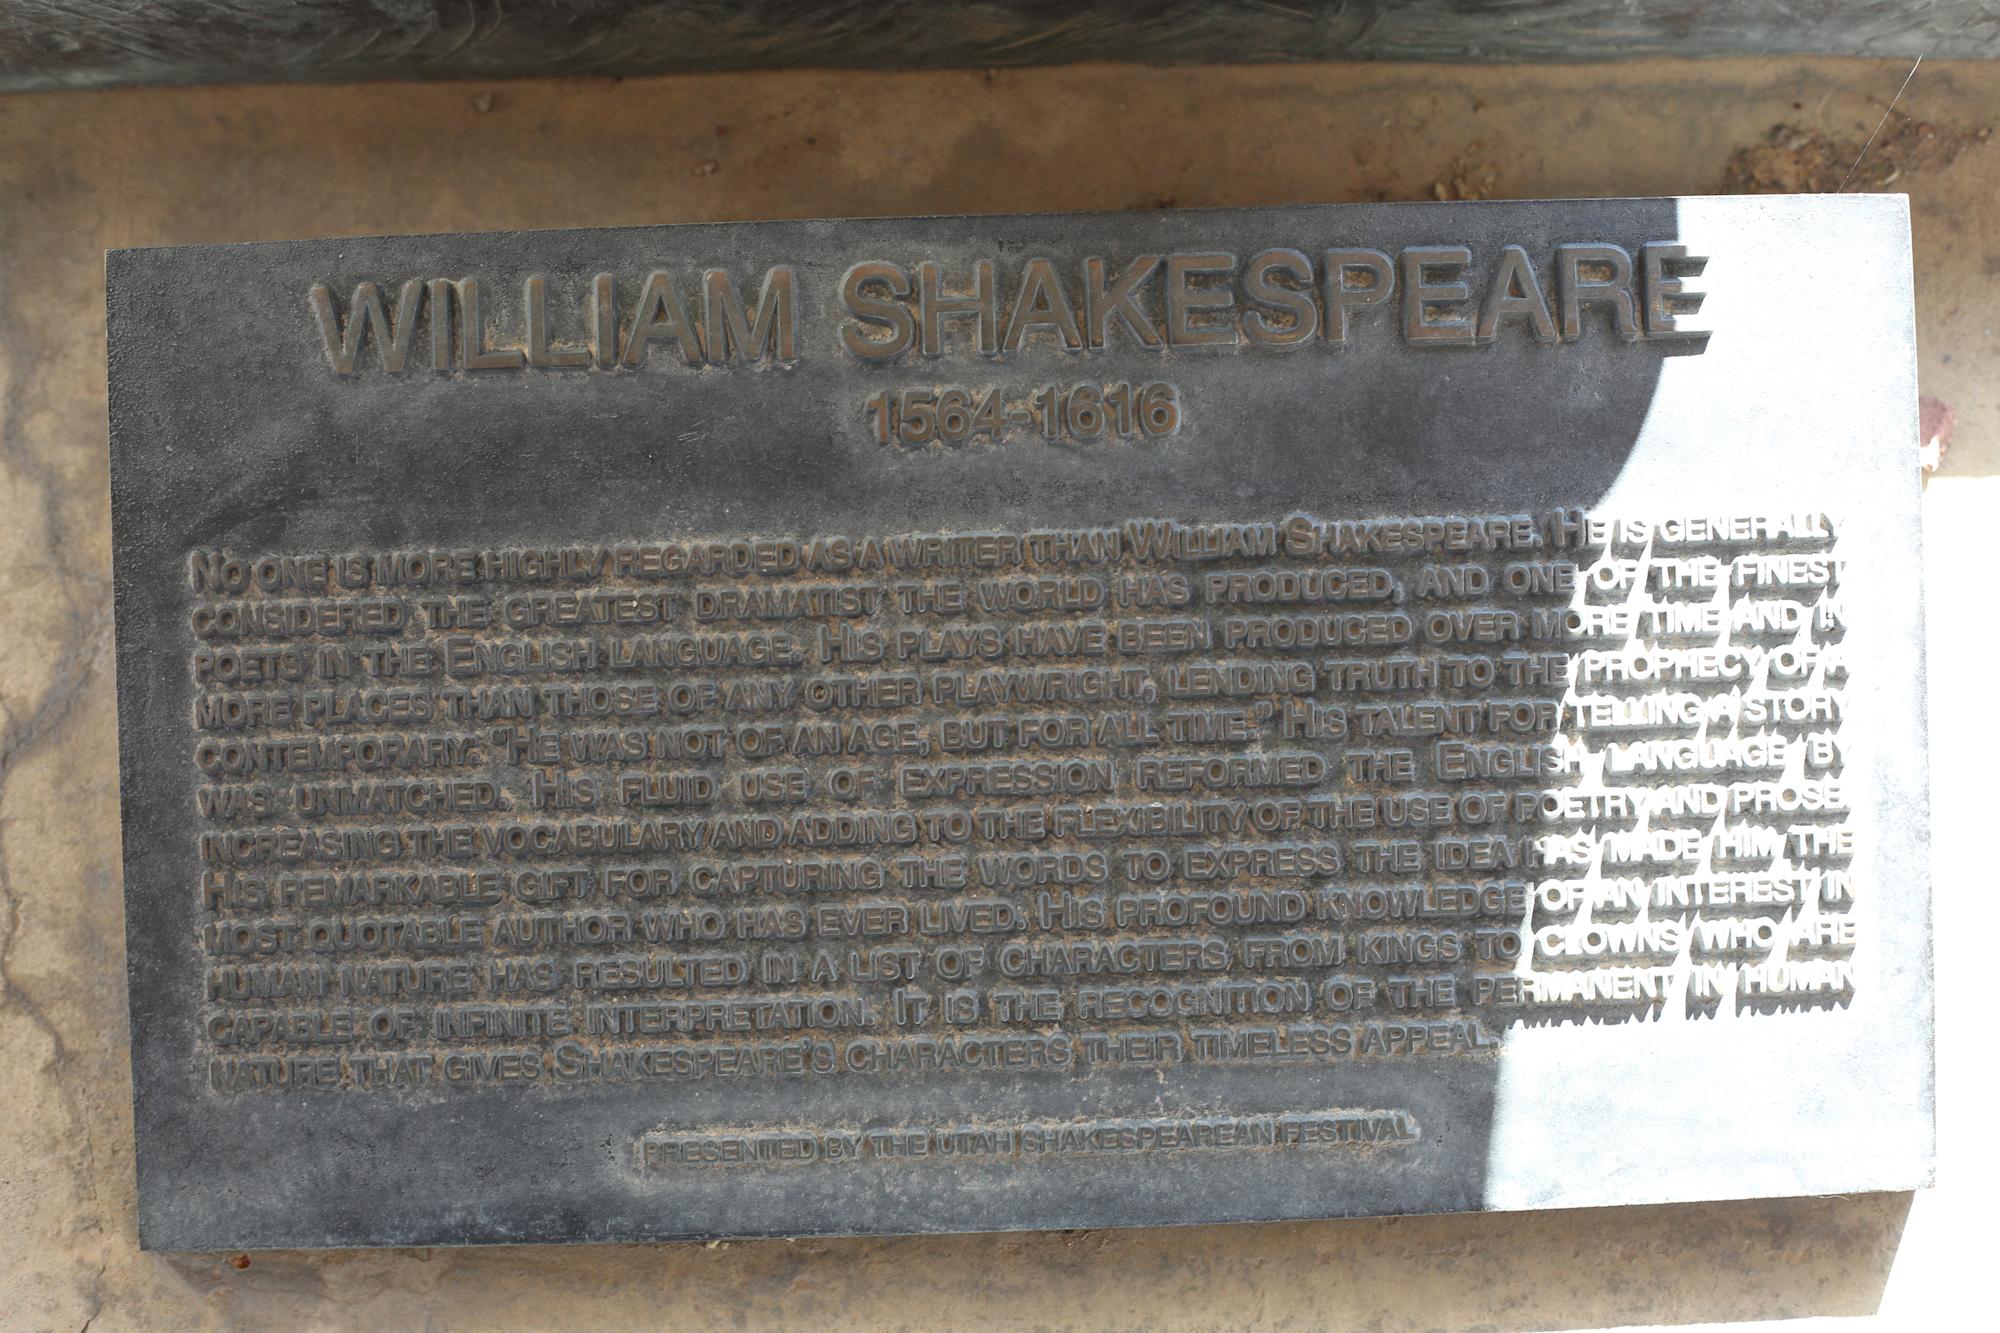 WILLIAM SHAKESPEARE
1564-1616
NO ONE IS MORE HIGHLY REGARDED AS A WRITER THAN WILLIAM SHAKESPEARE. HE IS GENERALLY
CONSIDERED THE GREATEST DRAMATIST THE WORLD HAS PRODUCED, AND ONE OF THE FINEST
POETS IN THE ENGLISH LANGUAGE. HIS PLAYS HAVE BEEN PRODUCED OVER MORE TIME AND IN
MORE PLACES THAN THOSE OF ANY OTHER PLAYWRIGHT, LENDING TRUTH TO THE PROPHECY OF A
CONTEMPORARY: "HE WAS NOT OF AN AGE, BUT FOR ALL TIME." HIS TALENT FOR TELLING A STORY
WAS UNMATCHED. HIS FLUID USE OF EXPRESSION REFORMED THE ENGLISH LANGUAGE BY
INCREASING THE VOCABULARY AND ADDING TO THE FLEXIBILITY OF THE USE OF POETRY AND PROSE.
HIS REMARKABLE GIFT FOR CAPTURING THE WORDS TO EXPRESS THE IDEA HAS MADE HIM THE
MOST QUOTABLE AUTHOR WHO HAS EVER LIVED. HIS PROFOUND KNOWLEDGE OF AN INTEREST IN
HUMAN NATURE HAS RESULTED IN A LIST OF CHARACTERS FROM KINGS TO CLOWNS WHO ARE
CAPABLE OF INFINITE INTERPRETATION. IT IS THE RECOGNITION OF THE PERMANENT IN HUMAN
NATURE THAT GIVES SHAKESPEARE'S CHARACTERS THEIR TIMELESS APPEAL.
PRESENTED BY THE UTAH SHAKESPEAREAN FESTIVAL